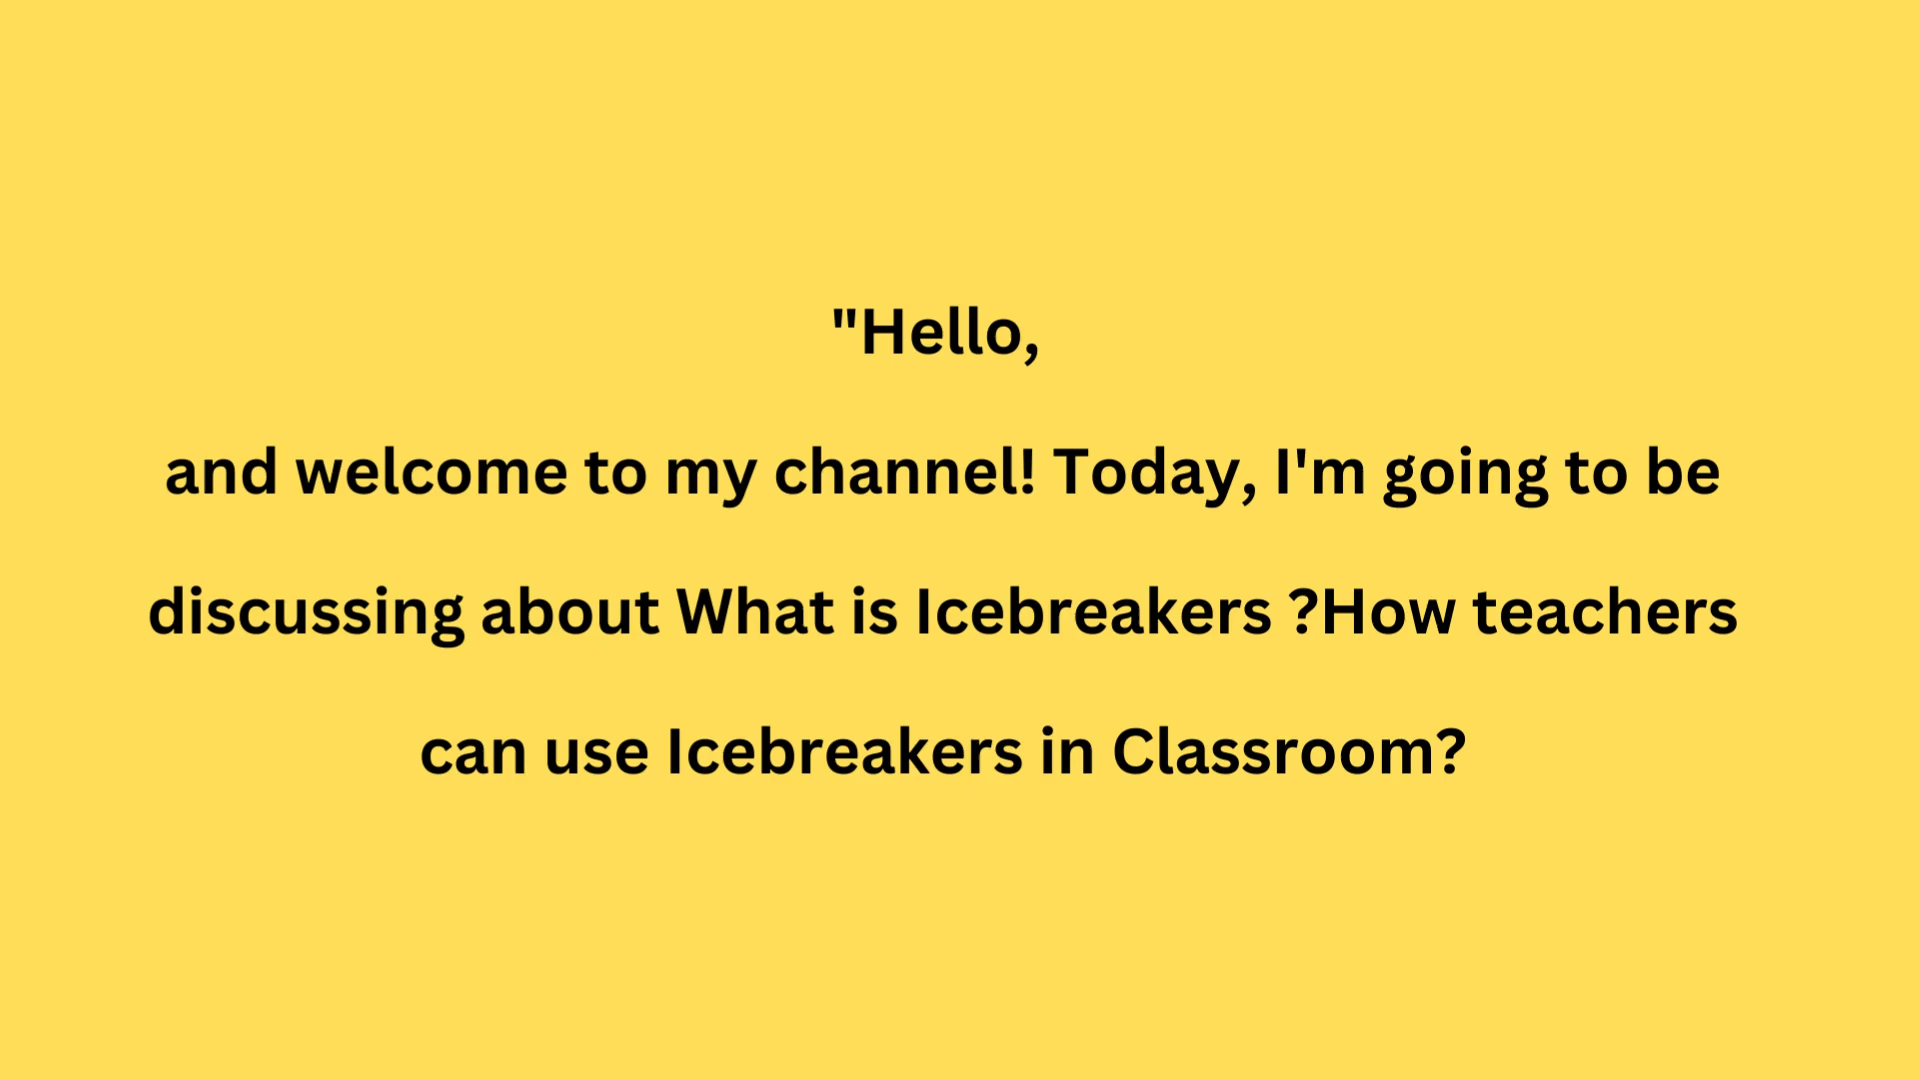 "Hello,
and welcome to my channel! Today, I'm going to be
discussing about What is Icebreakers ?How teachers
can use Icebreakers in Classroom?